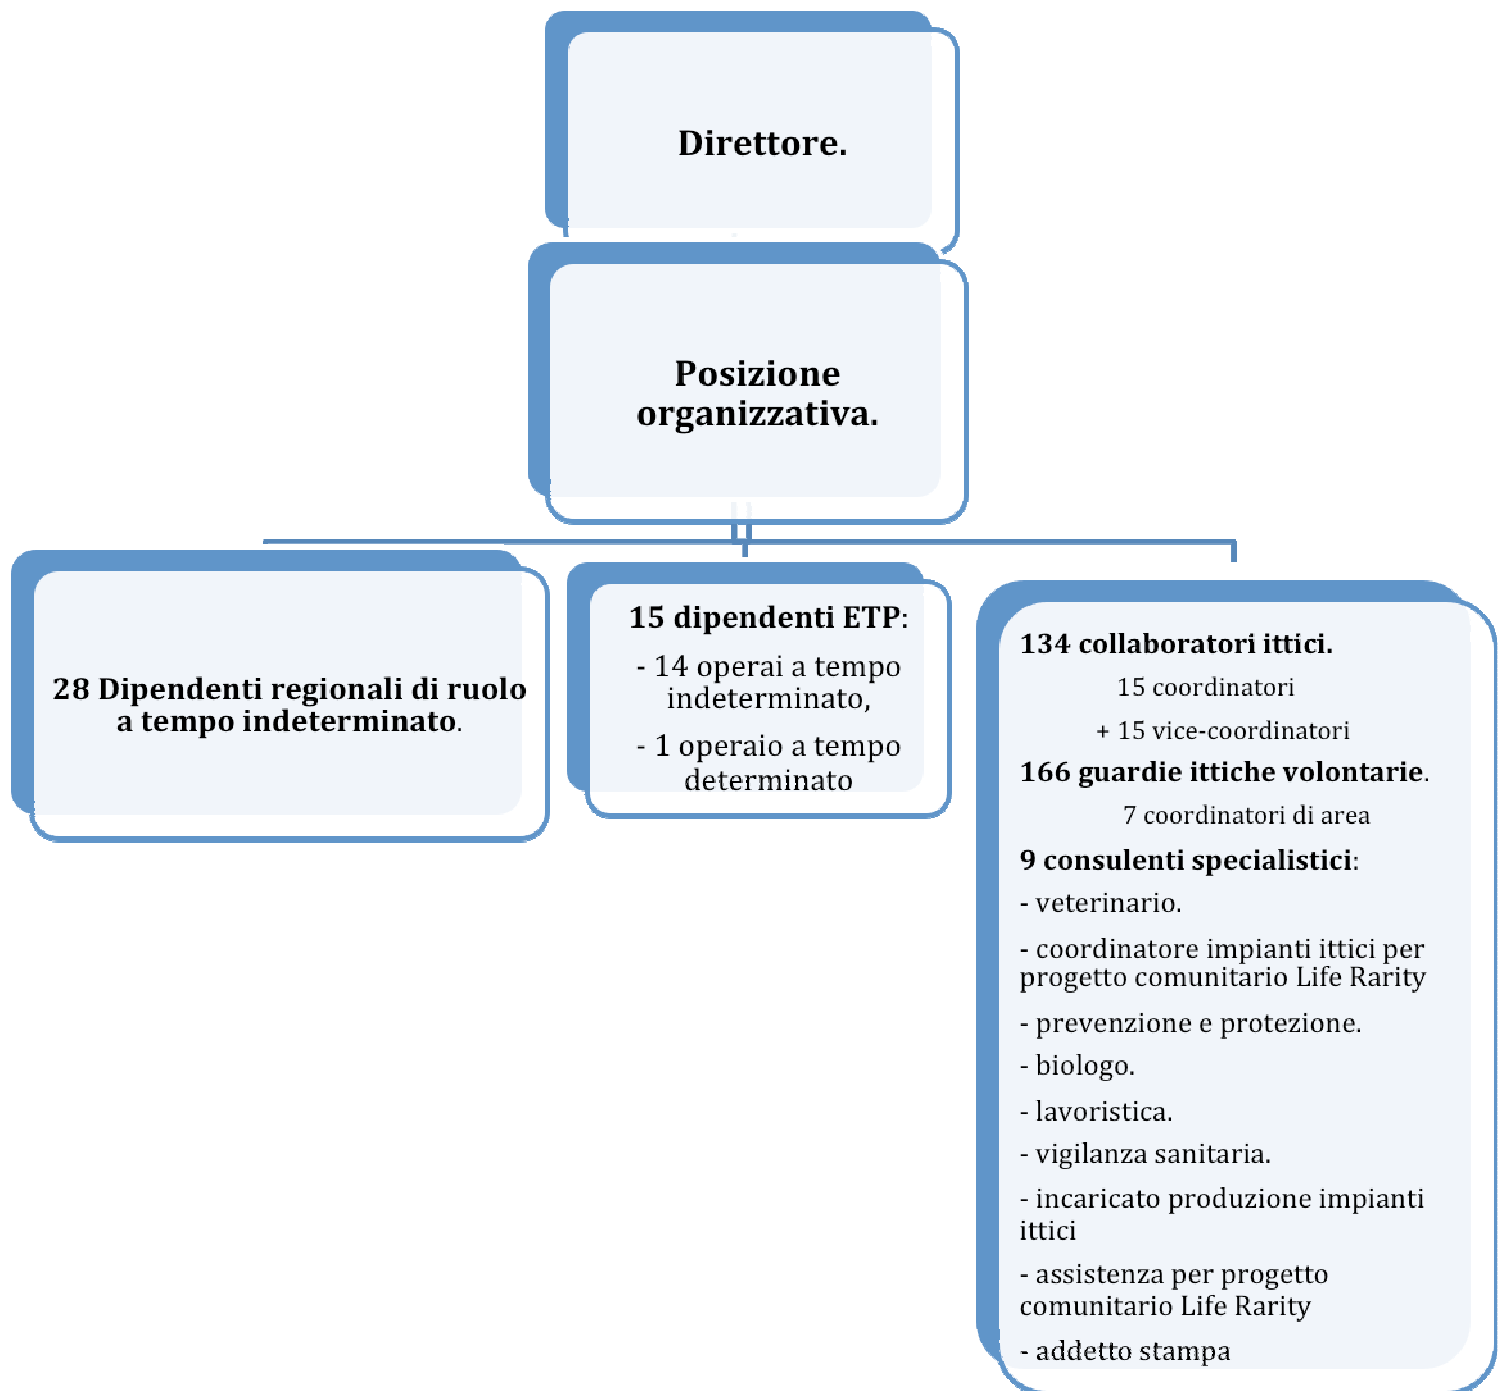 Direttore.
Posizione
organizzativa.
28 Dipendenti regionali di ruolo
a tempo indeterminato.
15 dipendenti ETP:
- 14 operai a tempo
indeterminato,
- 1 operaio a tempo
determinato
134 collaboratori ittici.
15 coordinatori
+ 15 vice-coordinatori
166 guardie ittiche volontarie.
7 coordinatori di area
9 consulenti specialistici:
- veterinario.
- coordinatore impianti ittici per
progetto comunitario Life Rarity
- prevenzione e protezione.
- biologo.
- lavoristica.
- vigilanza sanitaria.
- incaricato produzione impianti
ittici
- assistenza per progetto
comunitario Life Rarity
- addetto stampa